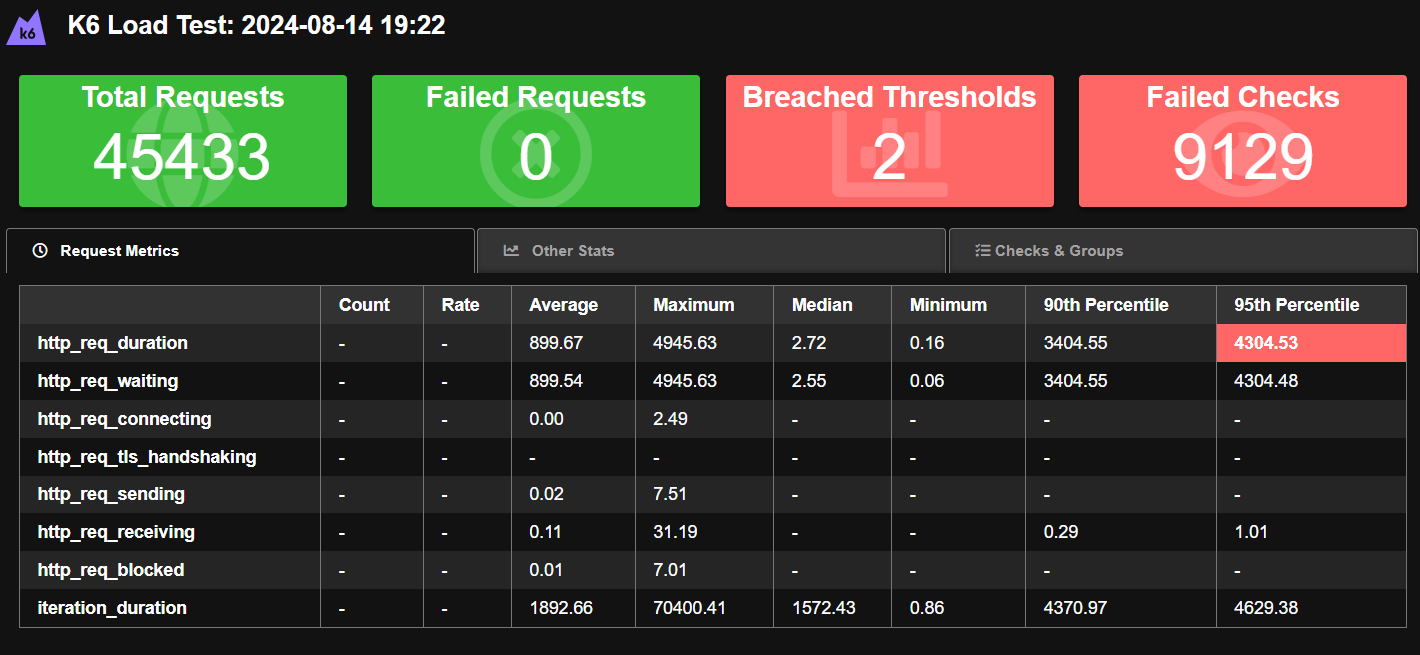 k6 K6 Load Test: 2024-08-14 19:22
Total Requests Failed Requests Breached Thresholds Failed Checks
45433 0 2 9129
Request Metrics Other Stats Checks & Groups
Count Rate Average Maximum Median Minimum 90th Percentile 95th Percentile
http_req_duration - - 899.67 4945.63 2.72 0.16 3404.55 4304.53
http_req_waiting - - 899.54 4945.63 2.55 0.06 3404.55 4304.48
http_req_connecting - - 0.00 2.49 - - - -
http_req_tls_handshaking - - - - - - - -
http_req_sending - - 0.02 7.51 - - - -
http_req_receiving - - 0.11 31.19 - - 0.29 1.01
http_req_blocked - - 0.01 7.01 - - - -
iteration_duration - - 1892.66 70400.41 1572.43 0.86 4370.97 4629.38